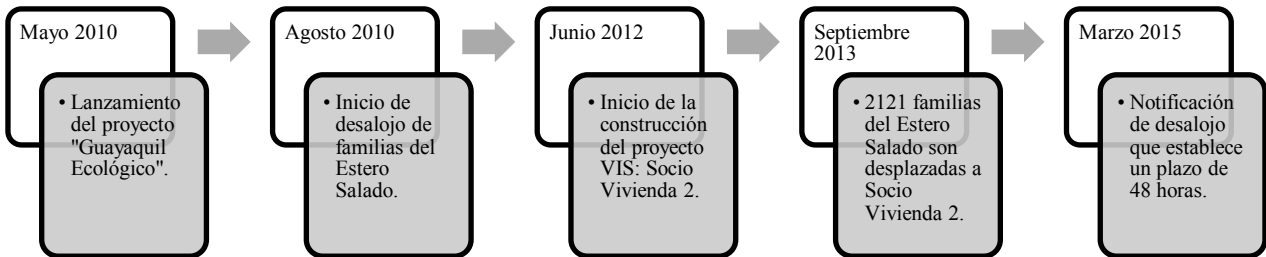 Mayo 2010
• Lanzamiento
del proyecto
"Guayaquil
Ecológico".
Agosto 2010
• Inicio de
desalojo de
familias del
Estero
Salado.
Junio 2012
• Inicio de la
construcción
del proyecto
VIS: Socio
Vivienda 2.
Septiembre
2013
• 2121 familias
del Estero
Salado son
desplazadas a
Socio
Vivienda 2.
Marzo 2015
• Notificación
de desalojo
que establece
un plazo de
48 horas.